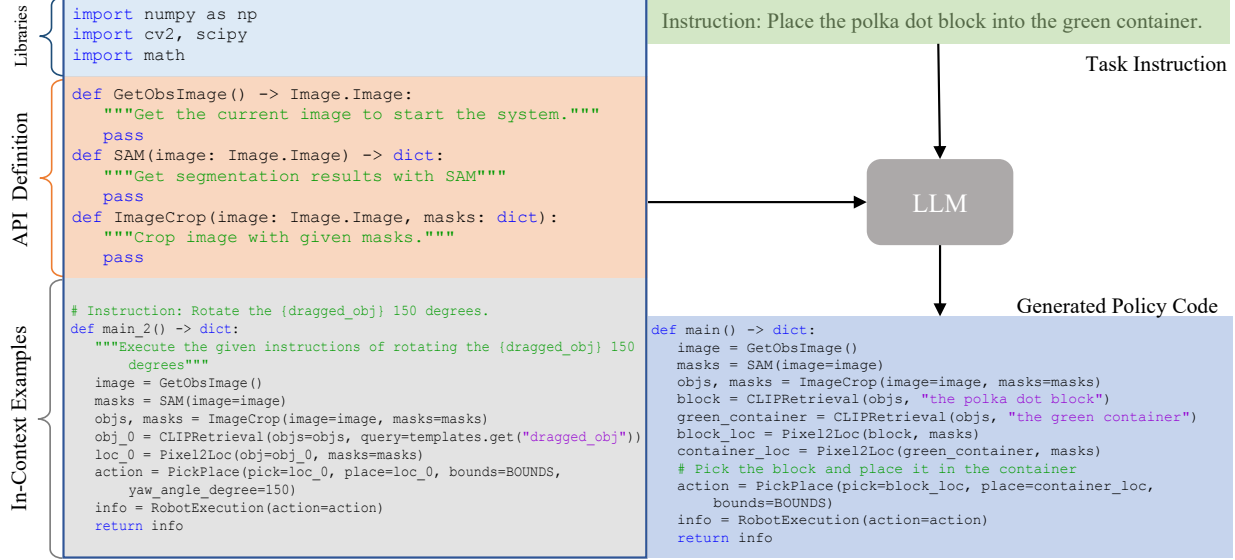 Libraries
import numpy as np
import cv2, scipy
import math
API Definition
def GetObsImage() -> Image.Image:
"""Get the current image to start the system."""
pass
def SAM(image: Image.Image) -> dict:
"""Get segmentation results with SAM"""
pass
def ImageCrop(image: Image.Image, masks: dict):
"""Crop image with given masks."""
pass
In-Context Examples
# Instruction: Rotate the {dragged_obj} 150 degrees.
def main_2() -> dict:
"""Execute the given instructions of rotating the {dragged_obj} 150
degrees"""
image = GetObsImage()
masks = SAM(image=image)
objs, masks = ImageCrop(image=image, masks=masks)
obj_0 = CLIPRetrieval(objs=objs, query=templates.get("dragged_obj"))
loc_0 = Pixel2Loc(obj=obj_0, masks=masks)
action = PickPlace(pick=loc_0, place=loc_0, bounds=BOUNDS,
yaw_angle_degree=150)
info = RobotExecution(action=action)
return info
Instruction: Place the polka dot block into the green container.
Task Instruction
LLM
Generated Policy Code
def main() -> dict:
image = GetObsImage()
masks = SAM(image=image)
objs, masks = ImageCrop(image=image, masks=masks)
block = CLIPRetrieval(objs, "the polka dot block")
green_container = CLIPRetrieval(objs, "the green container")
block_loc = Pixel2Loc(block, masks)
container_loc = Pixel2Loc(green_container, masks)
# Pick the block and place it in the container
action = PickPlace(pick=block_loc, place=container_loc,
bounds=BOUNDS)
info = RobotExecution(action=action)
return info